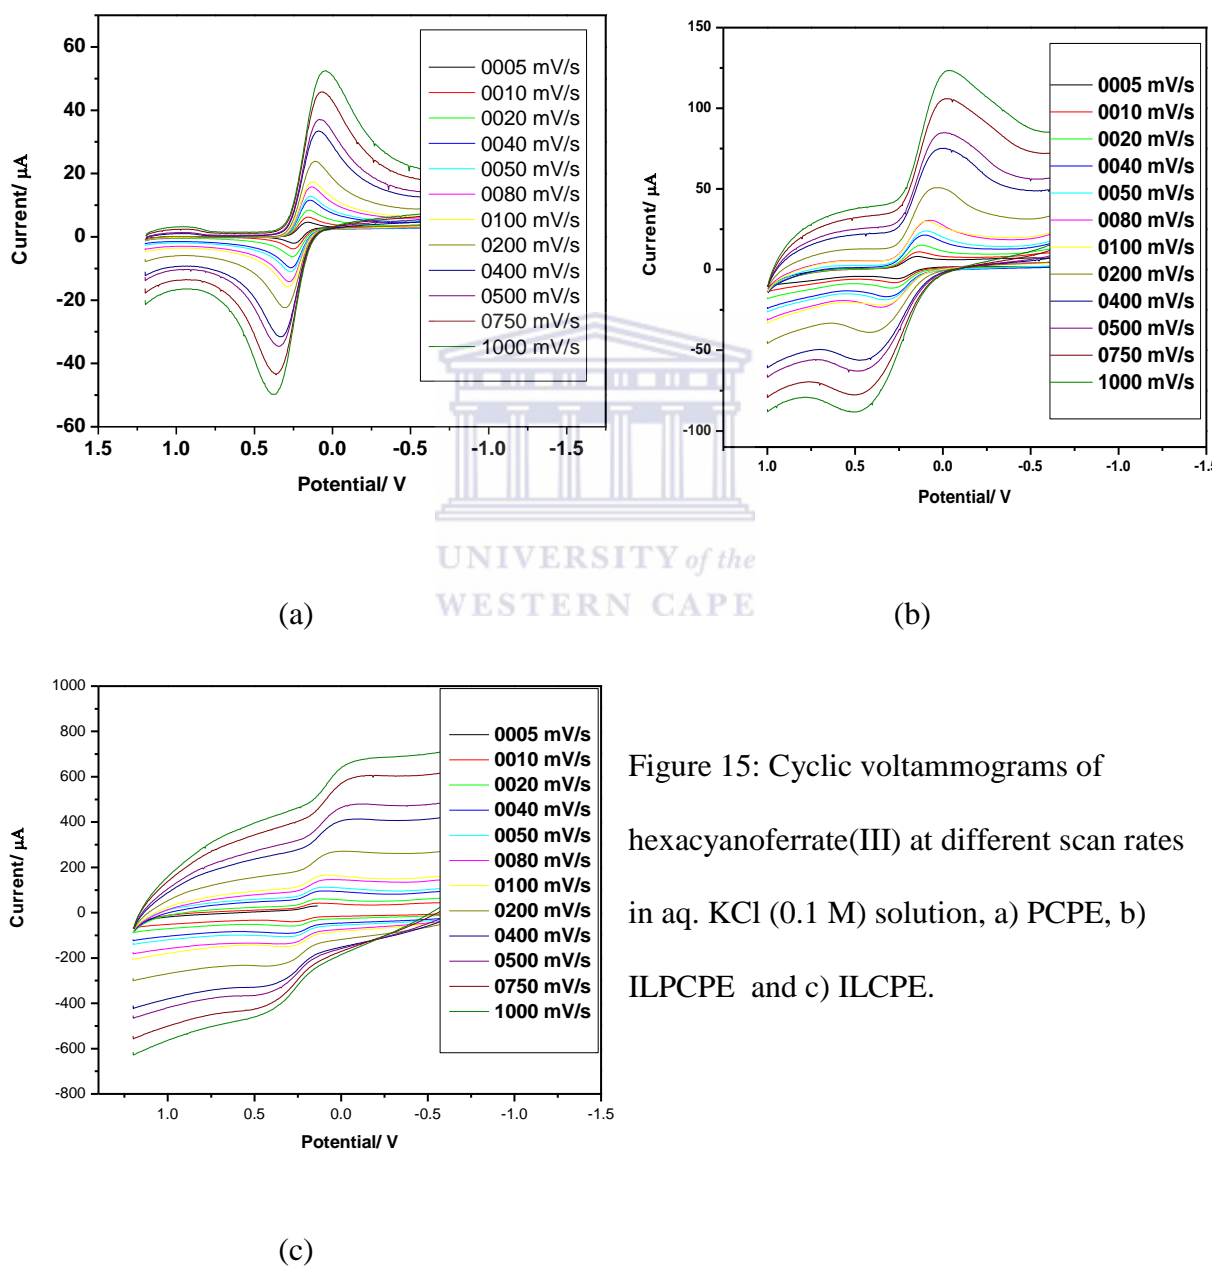 60
40
20
0
-20
-40
-60
1.5 1.0 0.5 0.0 -0.5 -1.0 -1.5
Current/ µA
Potential/ V
0005 mV/s
0010 mV/s
0020 mV/s
0040 mV/s
0050 mV/s
0080 mV/s
0100 mV/s
0200 mV/s
0400 mV/s
0500 mV/s
0750 mV/s
1000 mV/s
(a)
150
100
50
0
-50
-100
1.0 0.5 0.0 -0.5 -1.0 -1.5
Current/ µA
Potential/ V
0005 mV/s
0010 mV/s
0020 mV/s
0040 mV/s
0050 mV/s
0080 mV/s
0100 mV/s
0200 mV/s
0400 mV/s
0500 mV/s
0750 mV/s
1000 mV/s
(b)
UNIVERSITY of the
WESTERN CAPE
1000
800
600
400
200
0
-200
-400
-600
-800
1.0 0.5 0.0 -0.5 -1.0 -1.5
Current/ µA
Potential/ V
0005 mV/s
0010 mV/s
0020 mV/s
0040 mV/s
0050 mV/s
0080 mV/s
0100 mV/s
0200 mV/s
0400 mV/s
0500 mV/s
0750 mV/s
1000 mV/s
(c)
Figure 15: Cyclic voltammograms of
hexacyanoferrate(III) at different scan rates
in aq. KCl (0.1 M) solution, a) PCPE, b)
ILPCPE and c) ILCPE.